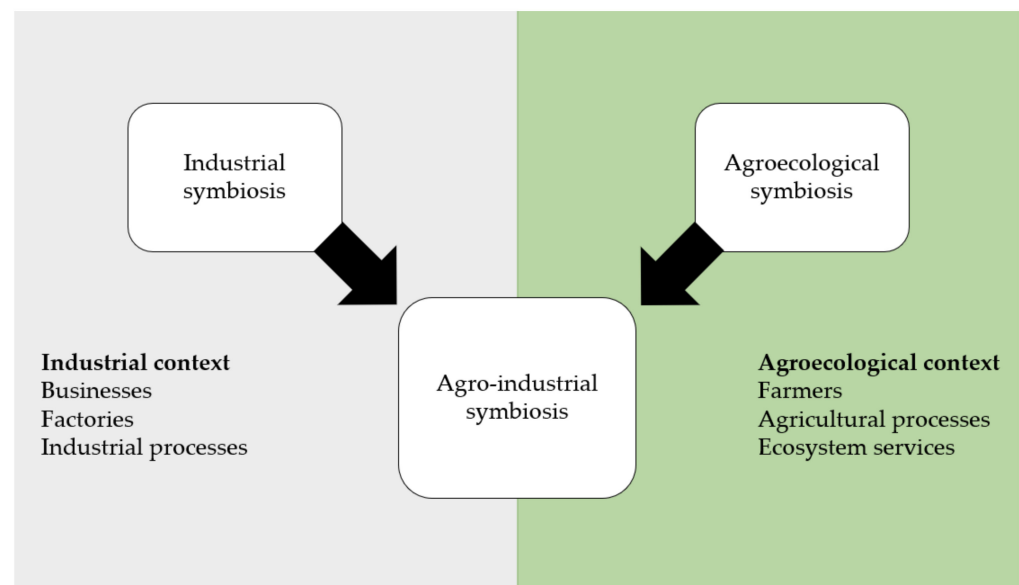 Industrial
symbiosis
Agroecological
symbiosis
Agro-industrial
symbiosis
Industrial context
Businesses
Factories
Industrial processes
Agroecological context
Farmers
Agricultural processes
Ecosystem services